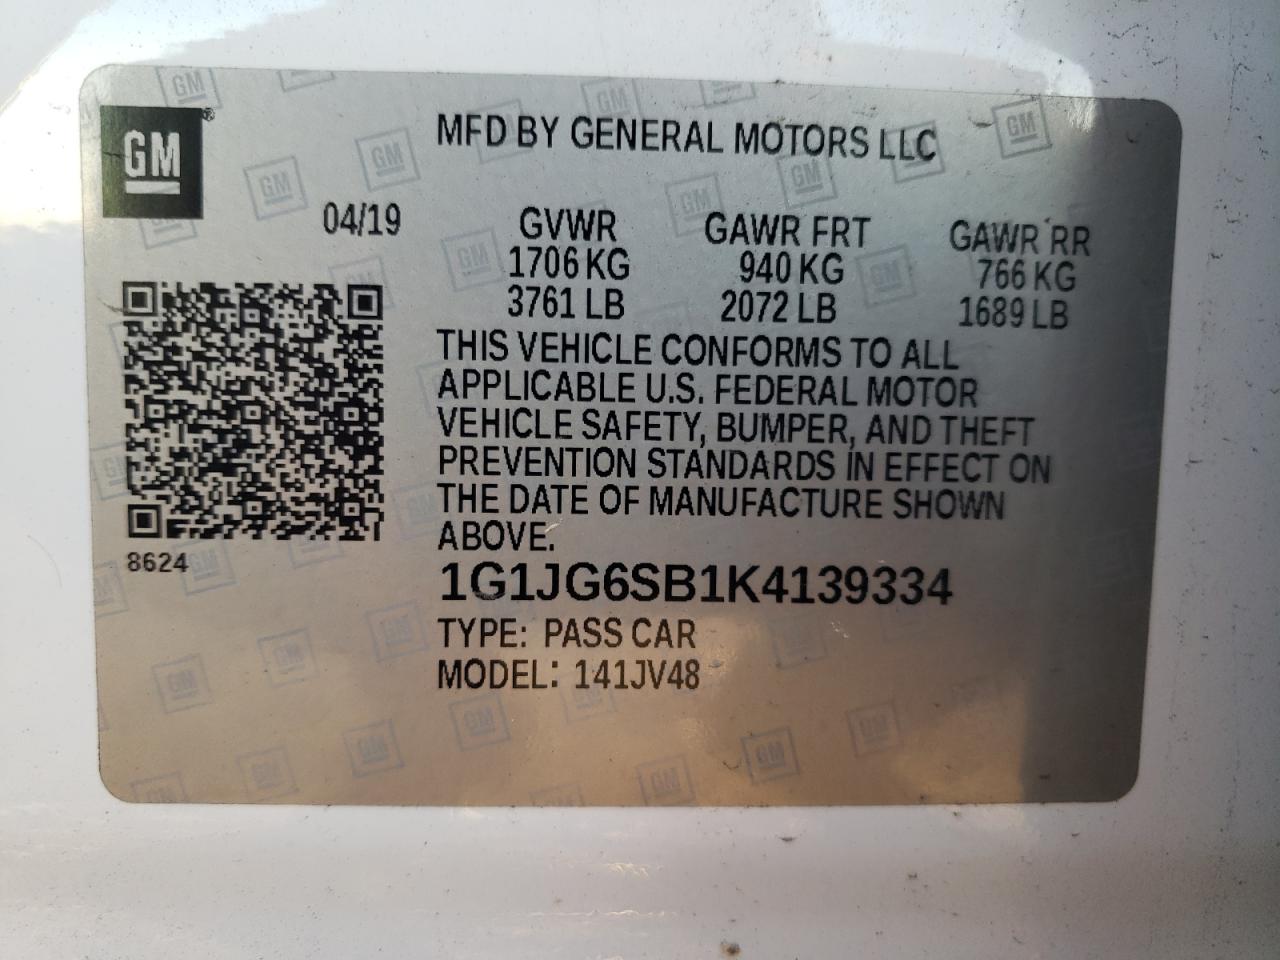 GM®
MFD BY GENERAL MOTORS LLC
04/19
GVWR GAWR FRT GAWR RR
1706 KG 940 KG 766 KG
3761 LB 2072 LB 1689 LB
THIS VEHICLE CONFORMS TO ALL
APPLICABLE U.S. FEDERAL MOTOR
VEHICLE SAFETY, BUMPER, AND THEFT
PREVENTION STANDARDS IN EFFECT ON
THE DATE OF MANUFACTURE SHOWN
ABOVE.
8624
1G1JG6SB1K4139334
TYPE: PASS CAR
MODEL: 141JV48